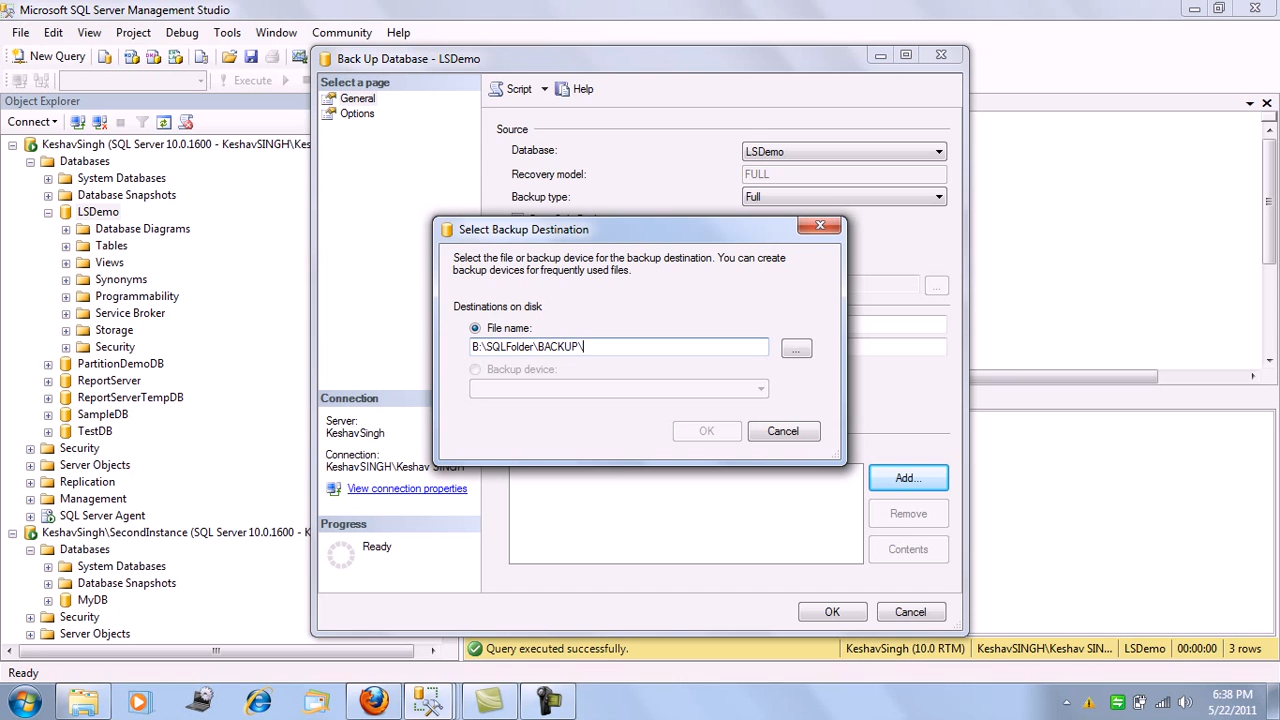 Microsoft SQL Server Management Studio
File Edit View Project Debug Tools Window Community Help
New Query
Execute
Object Explorer
Connect
KeshavSingh (SQL Server 10.0.1600 - KeshavSINGH\Kes
Databases
System Databases
Database Snapshots
LSDemo
Database Diagrams
Tables
Views
Synonyms
Programmability
Service Broker
Storage
Security
PartitionDemoDB
ReportServer
ReportServerTempDB
SampleDB
TestDB
Security
Server Objects
Replication
Management
SQL Server Agent
KeshavSingh\SecondInstance (SQL Server 10.0.1600 - K
Databases
System Databases
Database Snapshots
MyDB
Security
Server Objects
Back Up Database - LSDemo
Select a page
General
Options
Script Help
Source
Database: LSDemo
Recovery model: FULL
Backup type: Full
Select Backup Destination
Select the file or backup device for the backup destination. You can create
backup devices for frequently used files.
Destinations on disk
File name:
B:\SQLFolder\BACKUP\
...
Backup device:
OK Cancel
...
Connection
Server:
KeshavSingh
Connection:
KeshavSINGH\Keshav SINGH
View connection properties
Progress
Ready
Add...
Remove
Contents
OK Cancel
Query executed successfully. KeshavSingh (10.0 RTM) KeshavSINGH\Keshav SIN... LSDemo 00:00:00 3 rows
Ready
6:38 PM
5/22/2011